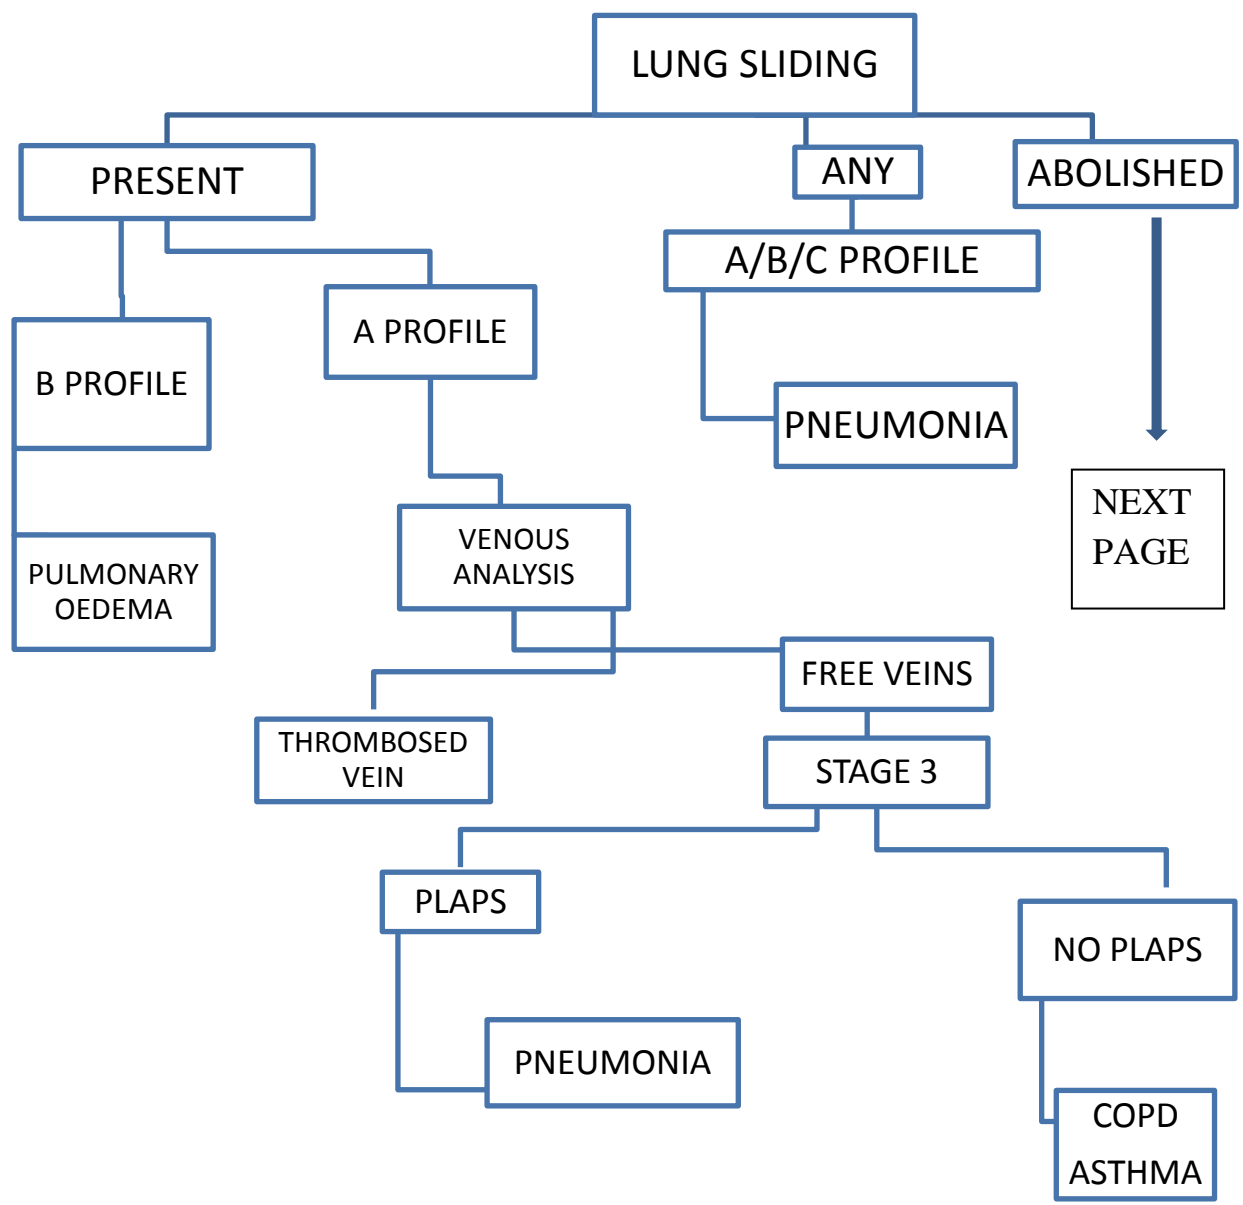 LUNG SLIDING
PRESENT
ANY
ABOLISHED
A/B/C PROFILE
A PROFILE
B PROFILE
PNEUMONIA
NEXT
PAGE
VENOUS
ANALYSIS
PULMONARY
OEDEMA
FREE VEINS
THROMBOSED
VEIN
STAGE 3
PLAPS
NO PLAPS
PNEUMONIA
COPD
ASTHMA